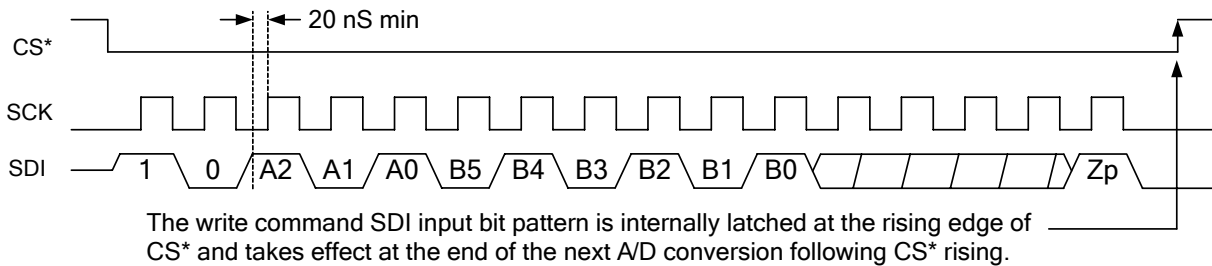 20 nS min
CS*
SCK
SDI 1 0 A2 A1 A0 B5 B4 B3 B2 B1 B0 Zp
The write command SDI input bit pattern is internally latched at the rising edge of
CS* and takes effect at the end of the next A/D conversion following CS* rising.